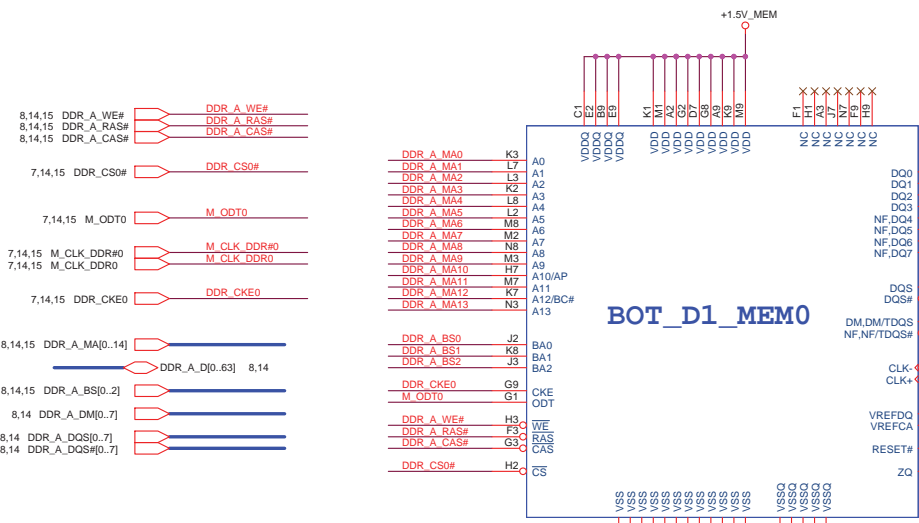 +1.5V_MEM
C1 E2 B9 E9 K1 M1 A2 G2 D7 G8 A9 K9 M9 F1 H1 A3 J7 N7 F9 H9
VDDQ VDDQ VDDQ VDDQ VDD VDD VDD VDD VDD VDD VDD VDD VDD NC NC NC NC NC NC NC
8,14,15 DDR_A_WE# DDR_A_WE#
8,14,15 DDR_A_RAS# DDR_A_RAS#
8,14,15 DDR_A_CAS# DDR_A_CAS#
7,14,15 DDR_CS0# DDR_CS0#
7,14,15 M_ODT0 M_ODT0
7,14,15 M_CLK_DDR#0 M_CLK_DDR#0
7,14,15 M_CLK_DDR0 M_CLK_DDR0
7,14,15 DDR_CKE0 DDR_CKE0
8,14,15 DDR_A_MA[0..14]
DDR_A_D[0..63] 8,14
8,14,15 DDR_A_BS[0..2]
8,14 DDR_A_DM[0..7]
8,14 DDR_A_DQS[0..7]
8,14 DDR_A_DQS#[0..7]
DDR_A_MA0 K3 A0
DDR_A_MA1 L7 A1
DDR_A_MA2 L3 A2
DDR_A_MA3 K2 A3
DDR_A_MA4 L8 A4
DDR_A_MA5 L2 A5
DDR_A_MA6 M8 A6
DDR_A_MA7 M2 A7
DDR_A_MA8 N8 A8
DDR_A_MA9 M3 A9
DDR_A_MA10 H7 A10/AP
DDR_A_MA11 M7 A11
DDR_A_MA12 K7 A12/BC#
DDR_A_MA13 N3 A13
DDR_A_BS0 J2 BA0
DDR_A_BS1 K8 BA1
DDR_A_BS2 J3 BA2
DDR_CKE0 G9 CKE
M_ODT0 G1 ODT
DDR_A_WE# H3 WE
DDR_A_RAS# F3 RAS
DDR_A_CAS# G3 CAS
DDR_CS0# H2 CS
BOT_D1_MEM0
DQ0
DQ1
DQ2
DQ3
NF,DQ4
NF,DQ5
NF,DQ6
NF,DQ7
DQS
DQS#
DM,DM/TDQS
NF,NF/TDQS#
CLK-
CLK+
VREFDQ
VREFCA
RESET#
ZQ
VSS VSS VSS VSS VSS VSS VSS VSS VSS VSS VSS VSS VSSQ VSSQ VSSQ VSSQ VSSQ